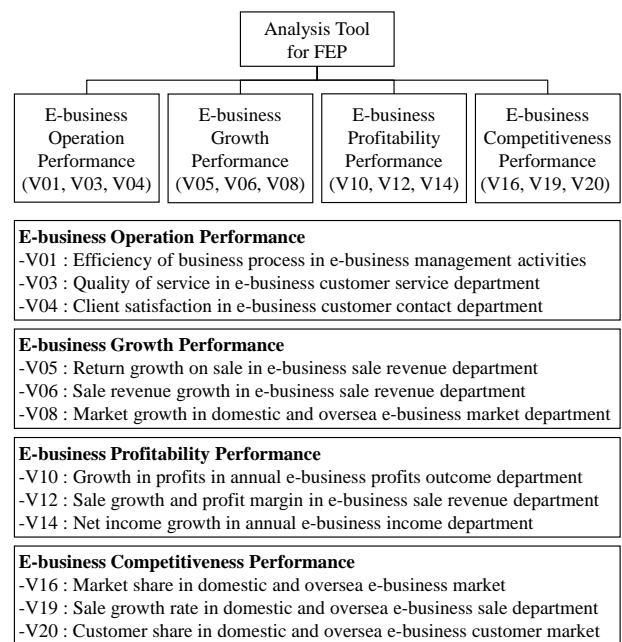 Analysis Tool
for FEP
E-business
Operation
Performance
(V01, V03, V04)
E-business
Growth
Performance
(V05, V06, V08)
E-business
Profitability
Performance
(V10, V12, V14)
E-business
Competitiveness
Performance
(V16, V19, V20)
E-business Operation Performance
-V01 : Efficiency of business process in e-business management activities
-V03 : Quality of service in e-business customer service department
-V04 : Client satisfaction in e-business customer contact department
E-business Growth Performance
-V05 : Return growth on sale in e-business sale revenue department
-V06 : Sale revenue growth in e-business sale revenue department
-V08 : Market growth in domestic and oversea e-business market department
E-business Profitability Performance
-V10 : Growth in profits in annual e-business profits outcome department
-V12 : Sale growth and profit margin in e-business sale revenue department
-V14 : Net income growth in annual e-business income department
E-business Competitiveness Performance
-V16 : Market share in domestic and oversea e-business market
-V19 : Sale growth rate in domestic and oversea e-business sale department
-V20 : Customer share in domestic and oversea e-business customer market